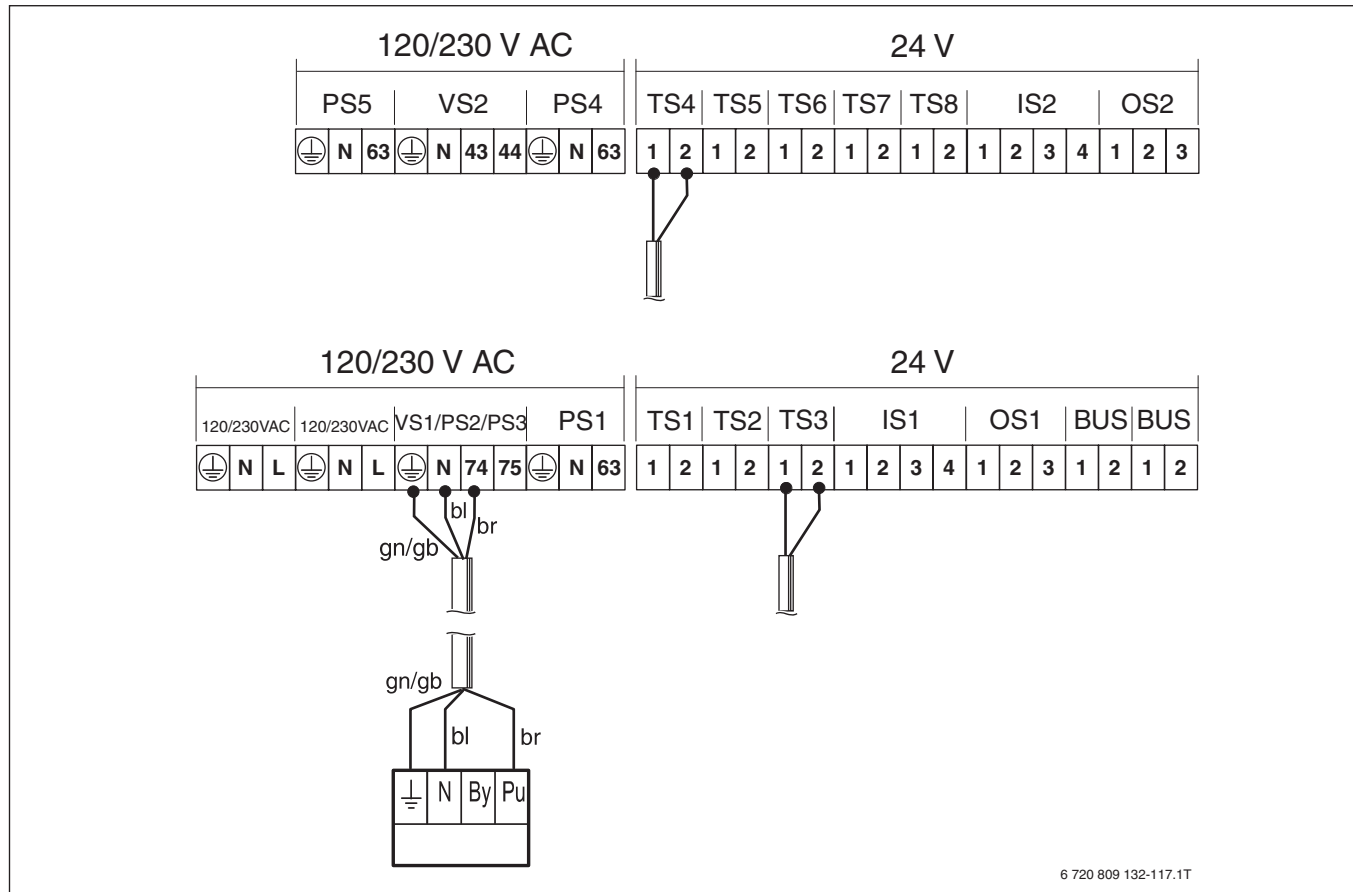 120/230 V AC 24 V
PS5 VS2 PS4 TS4 TS5 TS6 TS7 TS8 IS2 OS2
N 63 N 43 44 N 63 1 2 1 2 1 2 1 2 1 2 1 2 3 4 1 2 3
120/230 V AC 24 V
120/230VAC 120/230VAC VS1/PS2/PS3 PS1 TS1 TS2 TS3 IS1 OS1 BUS BUS
N L N L N 74 75 N 63 1 2 1 2 1 2 1 2 3 4 1 2 3 1 2 1 2
bl
br
gn/gb
gn/gb
bl br
N By Pu
6 720 809 132-117.1T